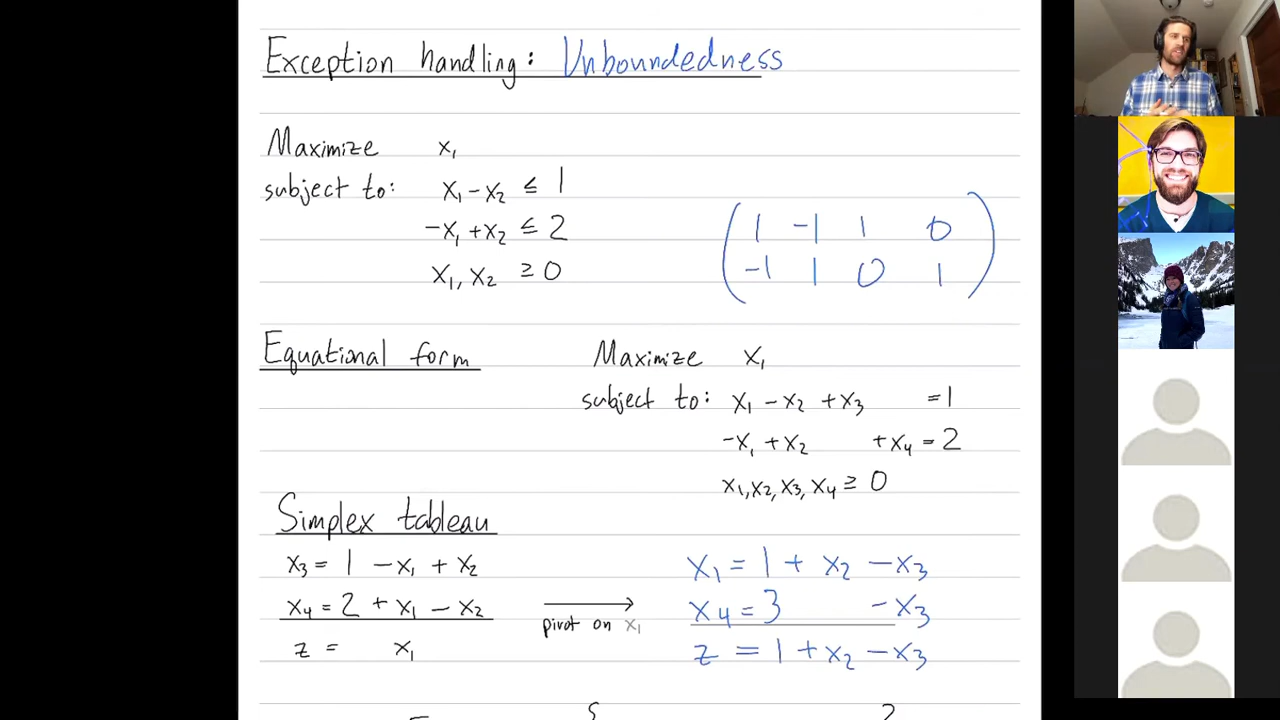 Exception handling: Unboundedness
Maximize x₁
subject to: x₁ - x₂ ≤ 1
-x₁ + x₂ ≤ 2
x₁, x₂ ≥ 0
1 -1 1 0
-1 1 0 1
Equational form
Maximize x₁
subject to: x₁ - x₂ + x₃ = 1
-x₁ + x₂ + x₄ = 2
x₁, x₂, x₃, x₄ ≥ 0
Simplex tableau
x₃ = 1 - x₁ + x₂
x₄ = 2 + x₁ - x₂
z = x₁
pivot on x₁
x₁ = 1 + x₂ - x₃
x₄ = 3 - x₃
z = 1 + x₂ - x₃